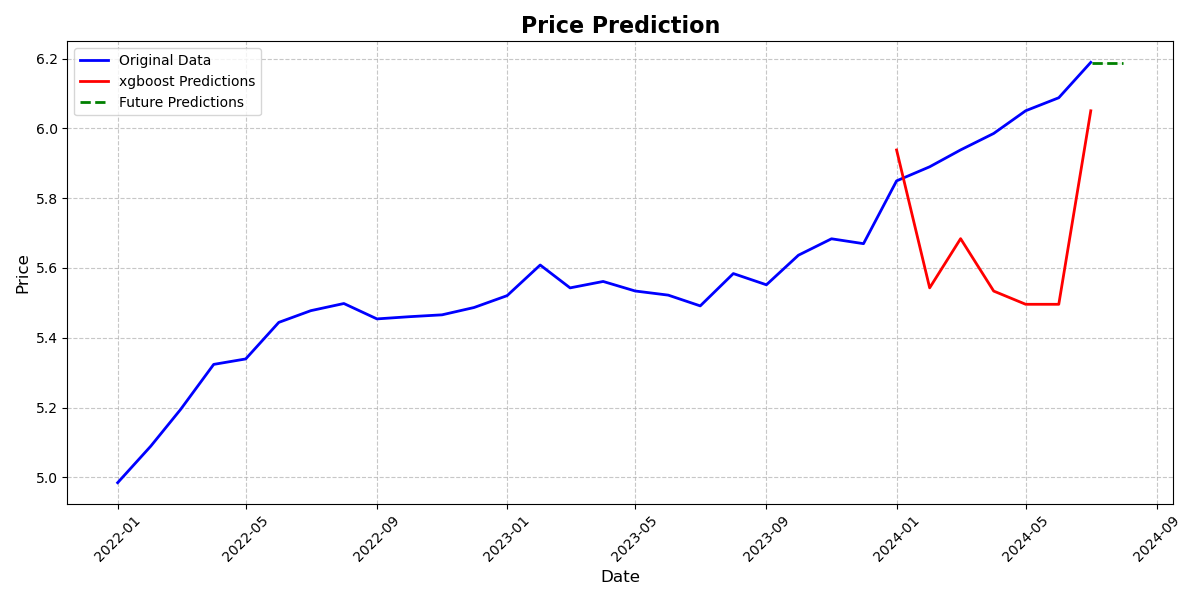 Price Prediction
Original Data
xgboost Predictions
Future Predictions
6.2
6.0
5.8
5.6
5.4
5.2
5.0
Price
2022-01
2022-05
2022-09
2023-01
2023-05
2023-09
2024-01
2024-05
2024-09
Date